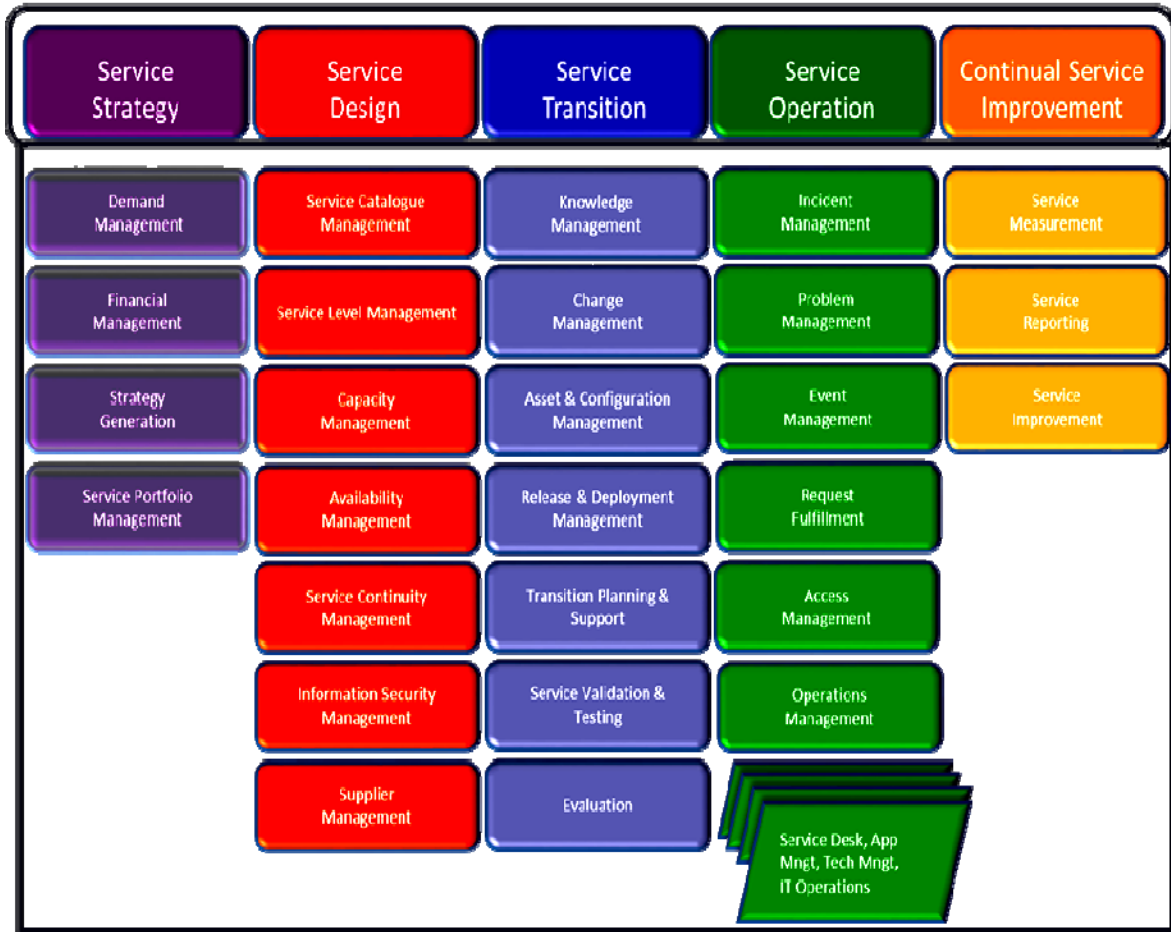 Service
Strategy
Service
Design
Service
Transition
Service
Operation
Continual Service
Improvement
Demand
Management
Financial
Management
Strategy
Generation
Service Portfolio
Management
Service Catalogue
Management
Service Level Management
Capacity
Management
Availability
Management
Service Continuity
Management
Information Security
Management
Supplier
Management
Knowledge
Management
Change
Management
Asset & Configuration
Management
Release & Deployment
Management
Transition Planning &
Support
Service Validation &
Testing
Evaluation
Incident
Management
Problem
Management
Event
Management
Request
Fulfillment
Access
Management
Operations
Management
Service Desk, App
Mngt, Tech Mngt,
IT Operations
Service
Measurement
Service
Reporting
Service
Improvement